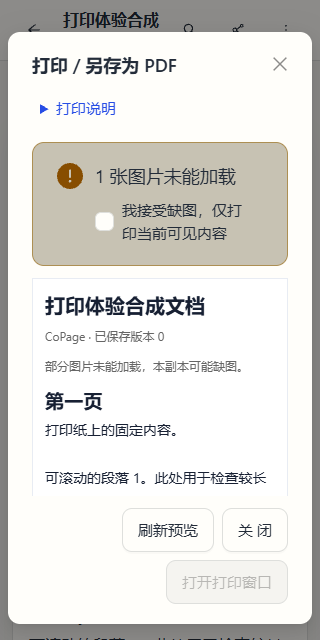 打印体验合成
打印 / 另存为 PDF
打印说明
1 张图片未能加载
我接受缺图，仅打
印当前可见内容
打印体验合成文档
CoPage · 已保存版本 0
部分图片未能加载，本副本可能缺图。
第一页
打印纸上的固定内容。
可滚动的段落 1。此处用于检查较长
刷新预览
关 闭
打开打印窗口